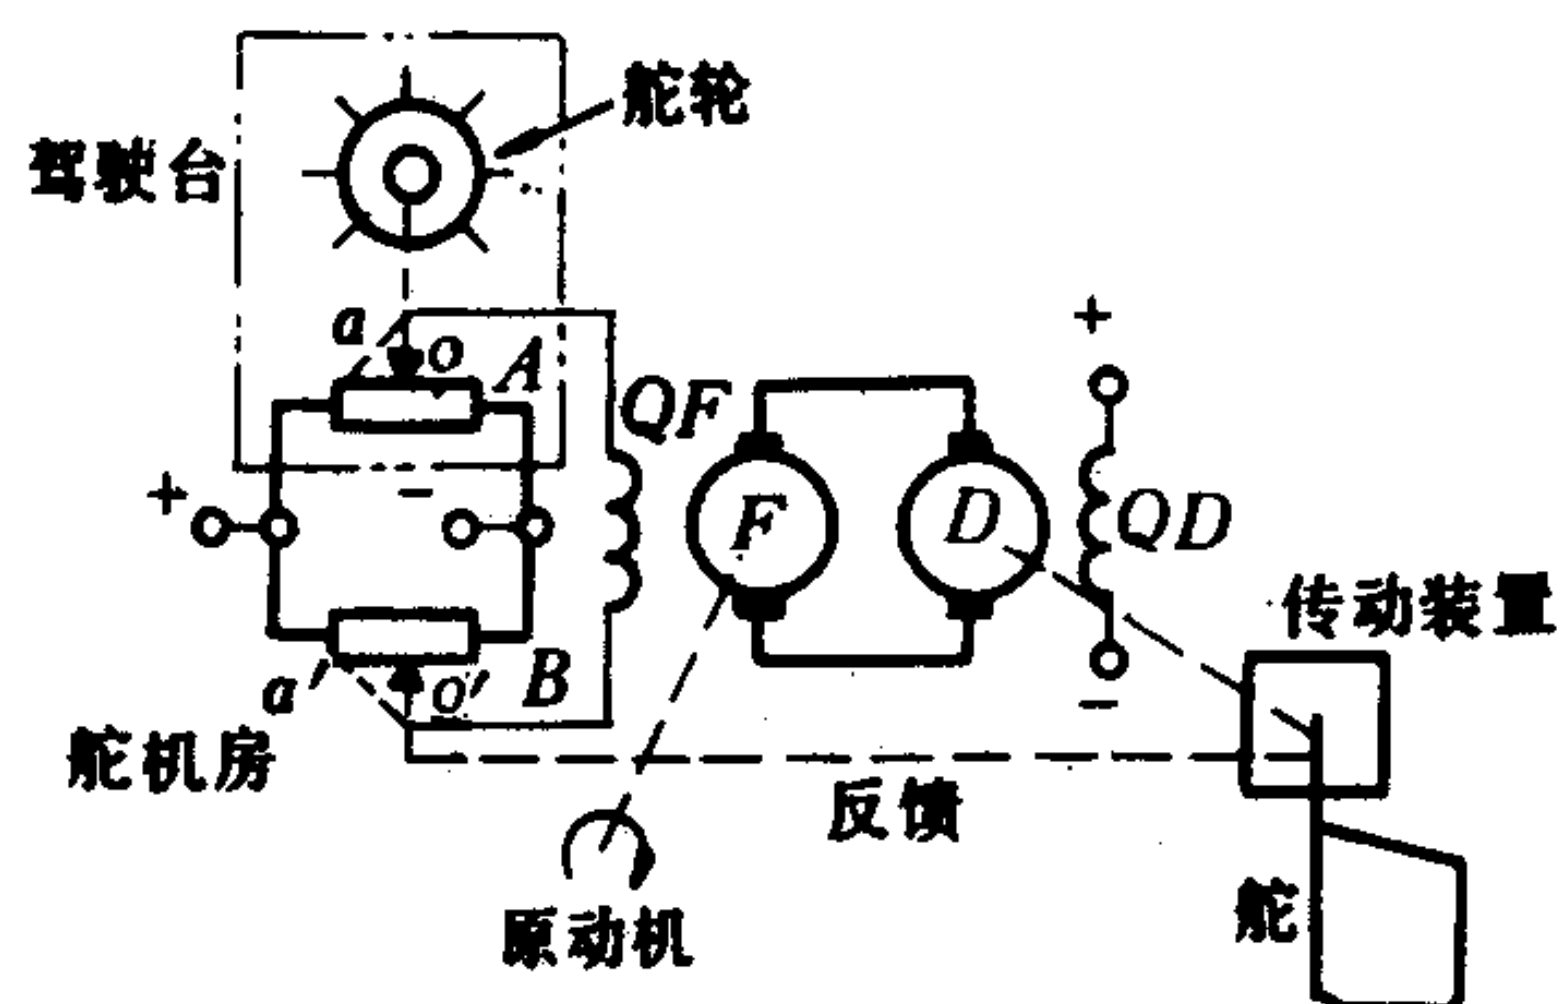 舵轮
驾驶台
a o A
QF
+ −
F D
+
QD
−
传动装置
a′ o′ B
舵机房
反馈
舵
原动机